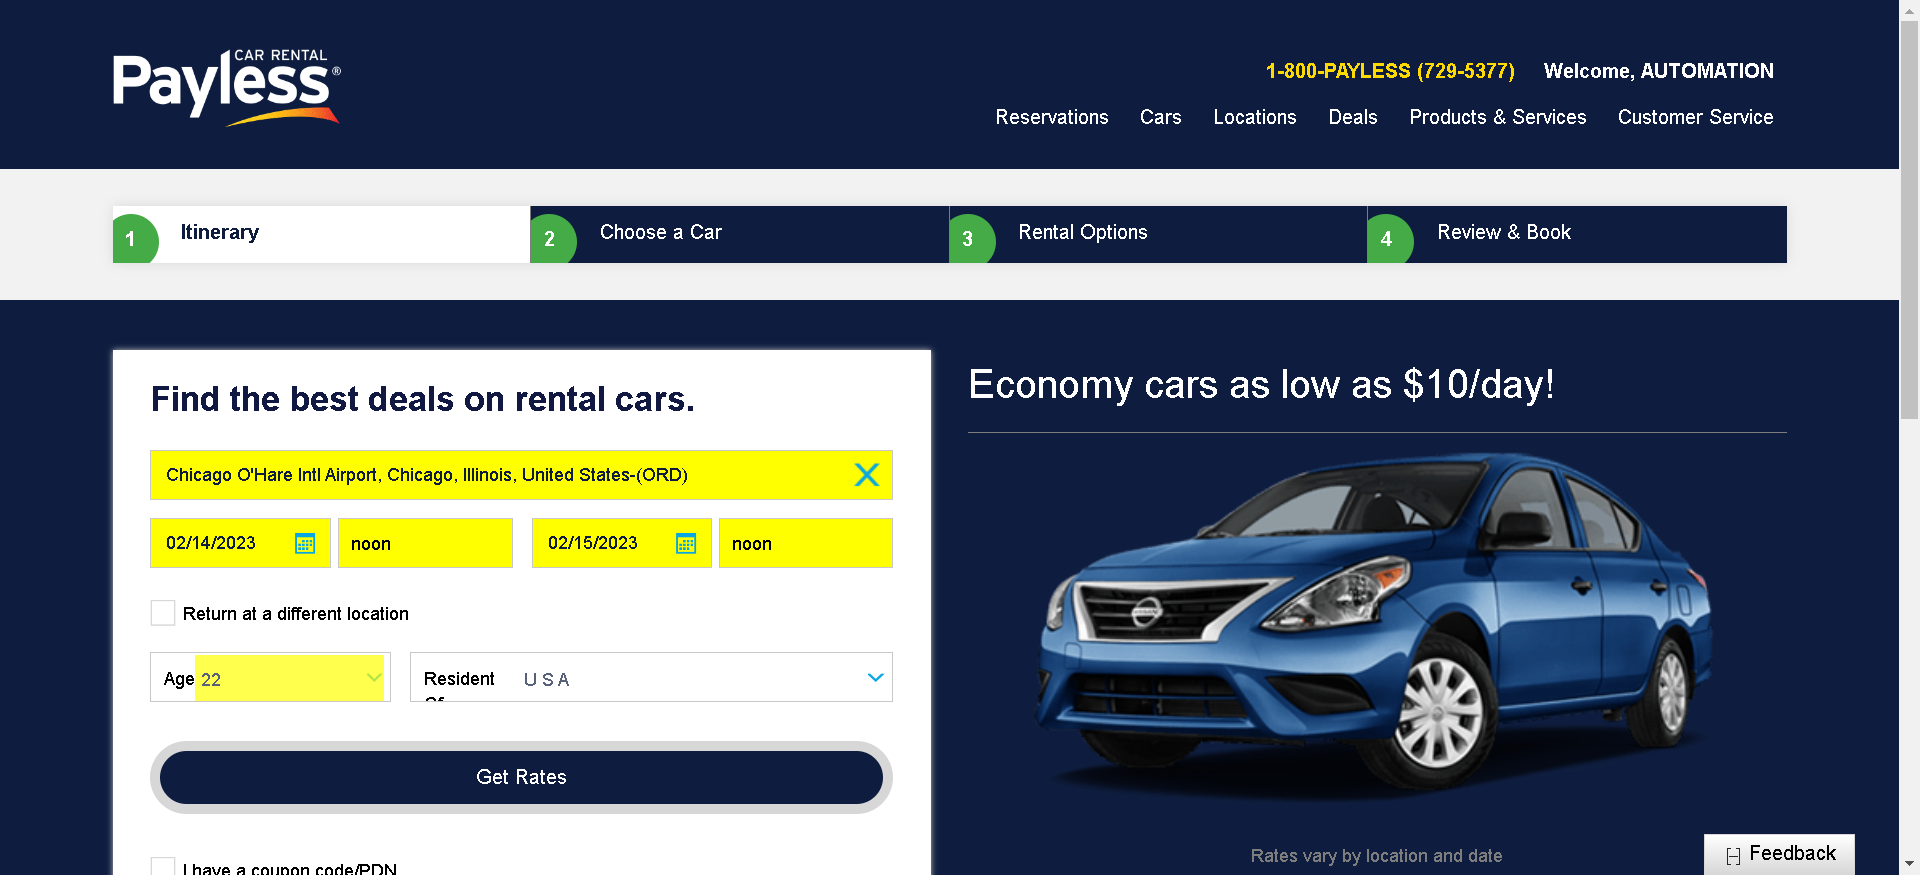 CAR RENTAL
Payless®
1-800-PAYLESS (729-5377)
Welcome, AUTOMATION
Reservations
Cars
Locations
Deals
Products & Services
Customer Service
1
Itinerary
2
Choose a Car
3
Rental Options
4
Review & Book
Find the best deals on rental cars.
Chicago O'Hare Intl Airport, Chicago, Illinois, United States-(ORD)
02/14/2023
noon
02/15/2023
noon
Return at a different location
Age 22
Resident
Of
U S A
Get Rates
I have a coupon code/PDN
Economy cars as low as $10/day!
Rates vary by location and date
[-] Feedback